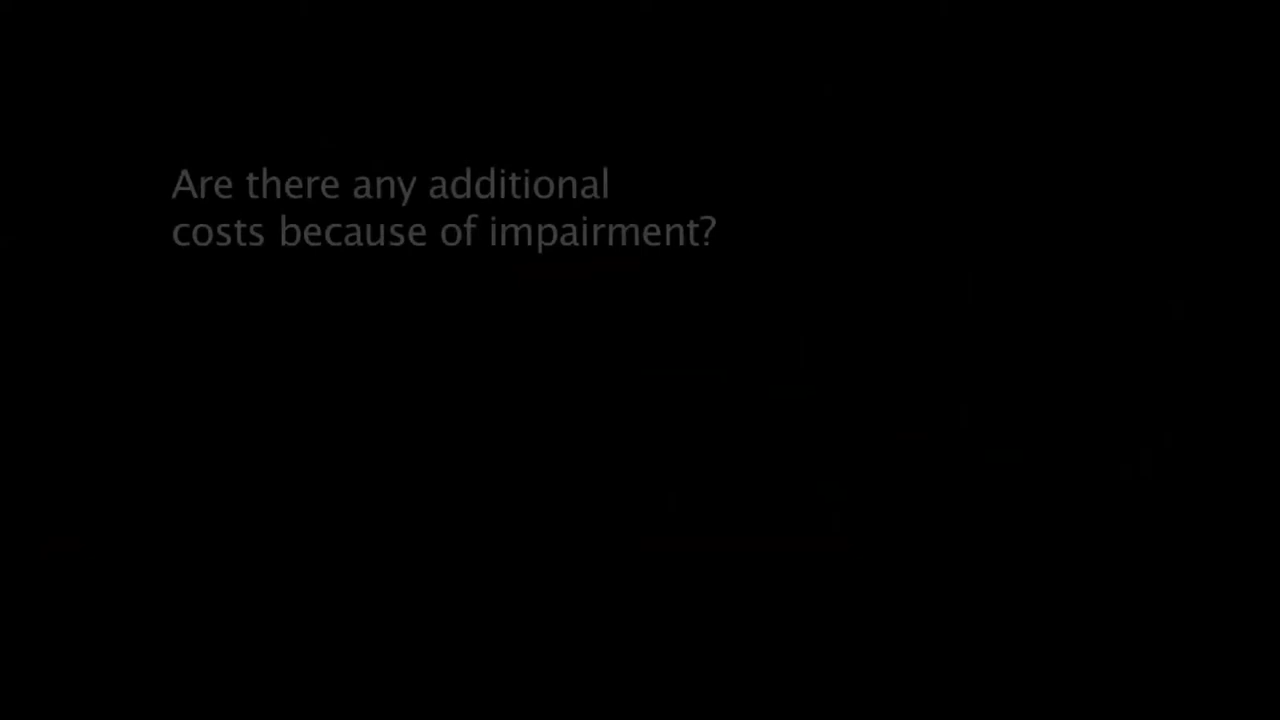 Are there any additional
costs because of impairment?